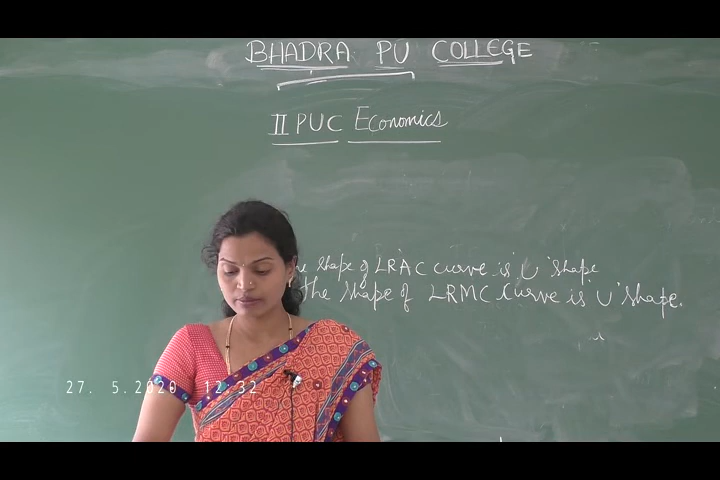 BHADRA PU COLLEGE
II PUC Economics
shape of LRAC curve is 'U' shape
the shape of LRMC curve is 'U' shape.
27. 5.2020 12:32